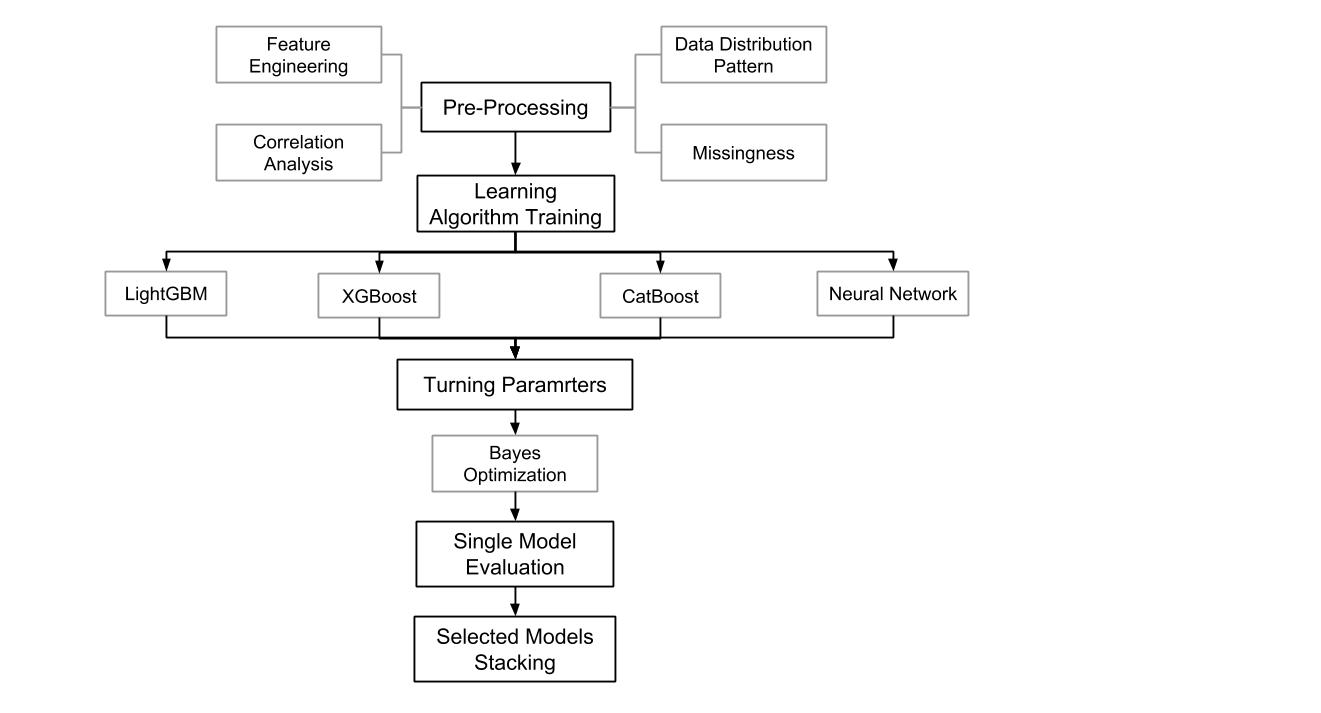 Feature
Engineering
Data Distribution
Pattern
Pre-Processing
Correlation
Analysis
Missingness
Learning
Algorithm Training
LightGBM
XGBoost
CatBoost
Neural Network
Turning Paramrters
Bayes
Optimization
Single Model
Evaluation
Selected Models
Stacking